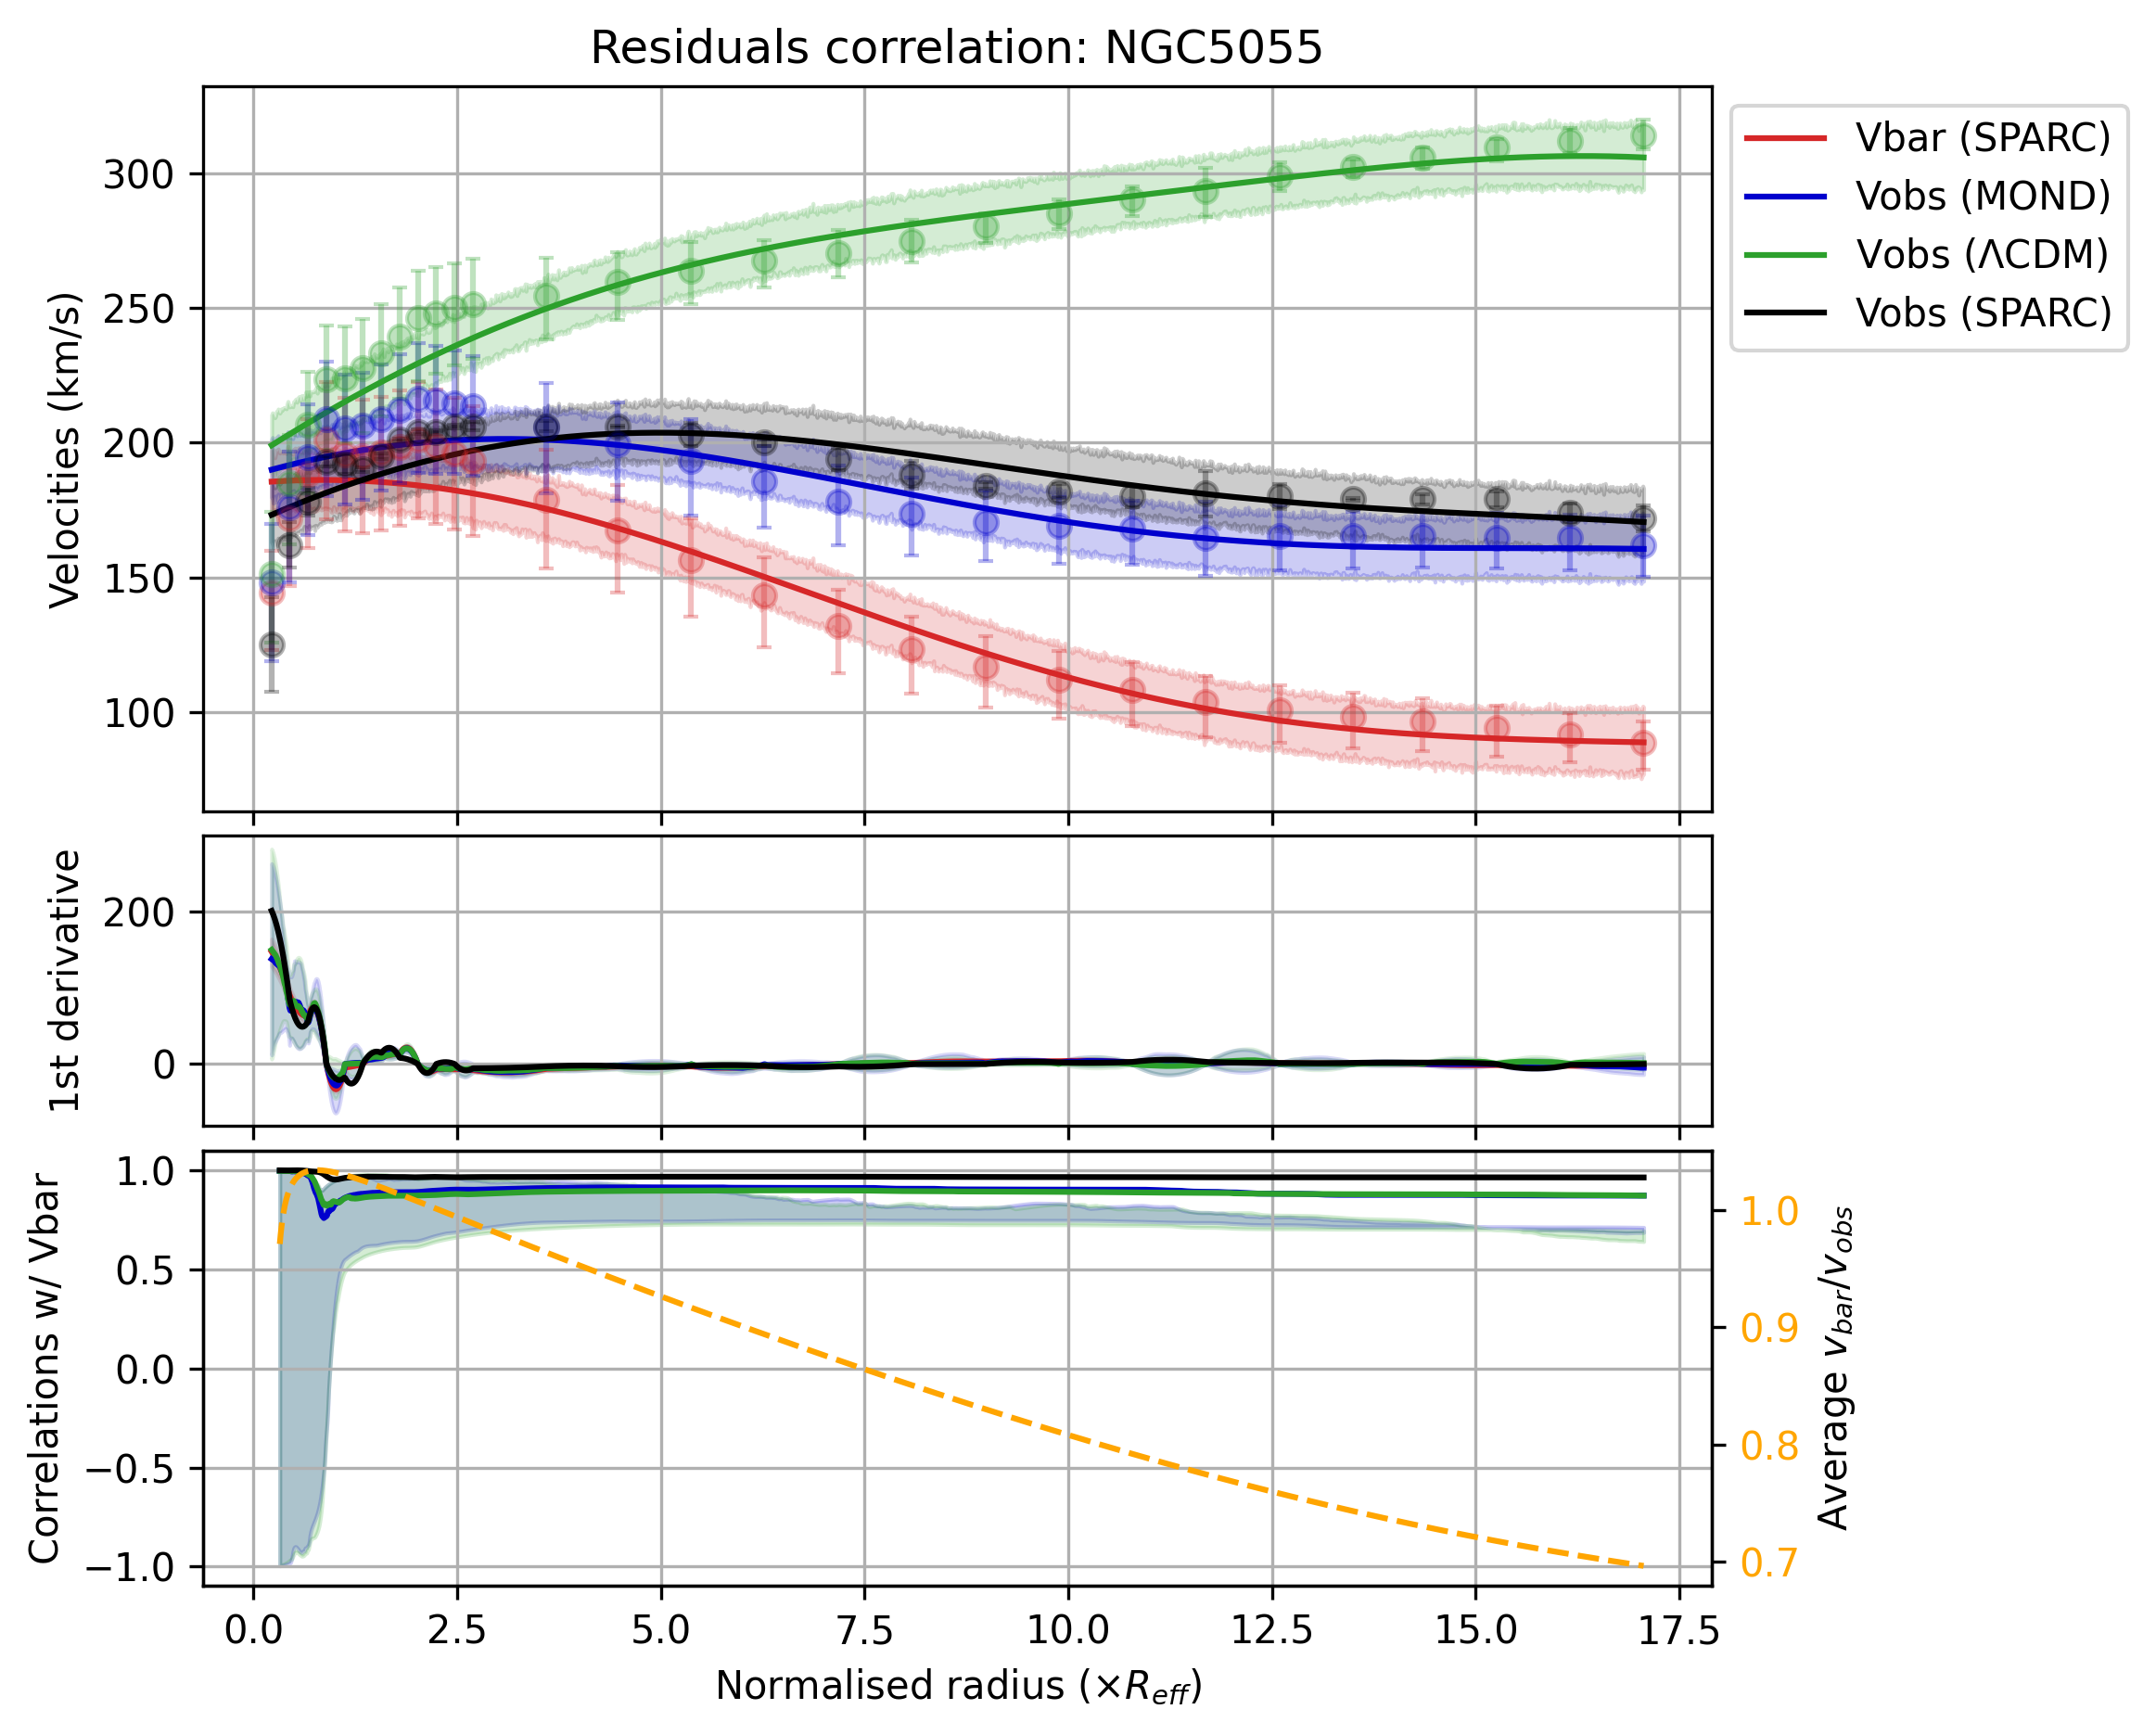 Residuals correlation: NGC5055
Velocities (km/s)
300
250
200
150
100
Vbar (SPARC)
Vobs (MOND)
Vobs (ΛCDM)
Vobs (SPARC)
1st derivative
200
0
Correlations w/ Vbar
1.0
0.5
0.0
−0.5
−1.0
1.0
0.9
0.8
0.7
Average v_bar/v_obs
0.0 2.5 5.0 7.5 10.0 12.5 15.0 17.5
Normalised radius (×R_eff)